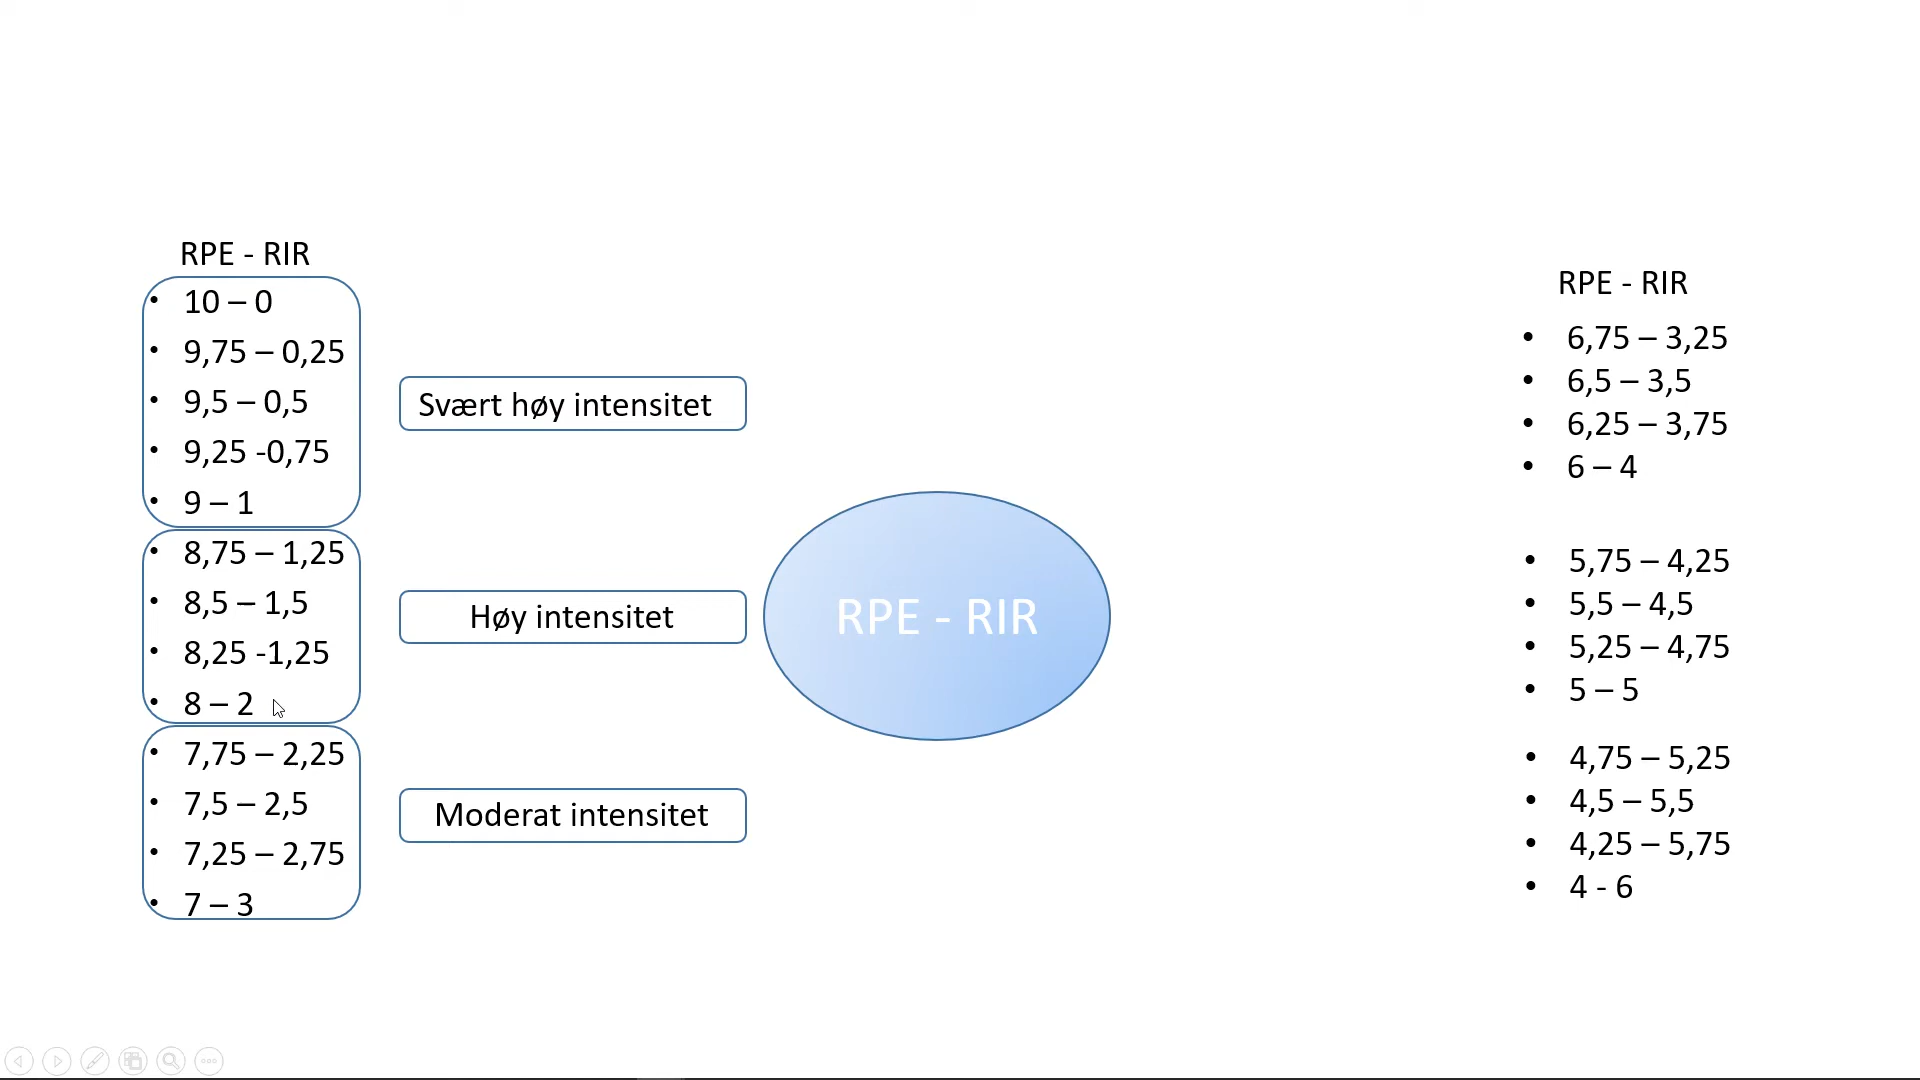 RPE - RIR
• 10 – 0
• 9,75 – 0,25
• 9,5 – 0,5
• 9,25 -0,75
• 9 – 1
• 8,75 – 1,25
• 8,5 – 1,5
• 8,25 -1,25
• 8 – 2
• 7,75 – 2,25
• 7,5 – 2,5
• 7,25 – 2,75
• 7 – 3
Svært høy intensitet
Høy intensitet
Moderat intensitet
RPE - RIR
RPE - RIR
• 6,75 – 3,25
• 6,5 – 3,5
• 6,25 – 3,75
• 6 – 4
• 5,75 – 4,25
• 5,5 – 4,5
• 5,25 – 4,75
• 5 – 5
• 4,75 – 5,25
• 4,5 – 5,5
• 4,25 – 5,75
• 4 - 6